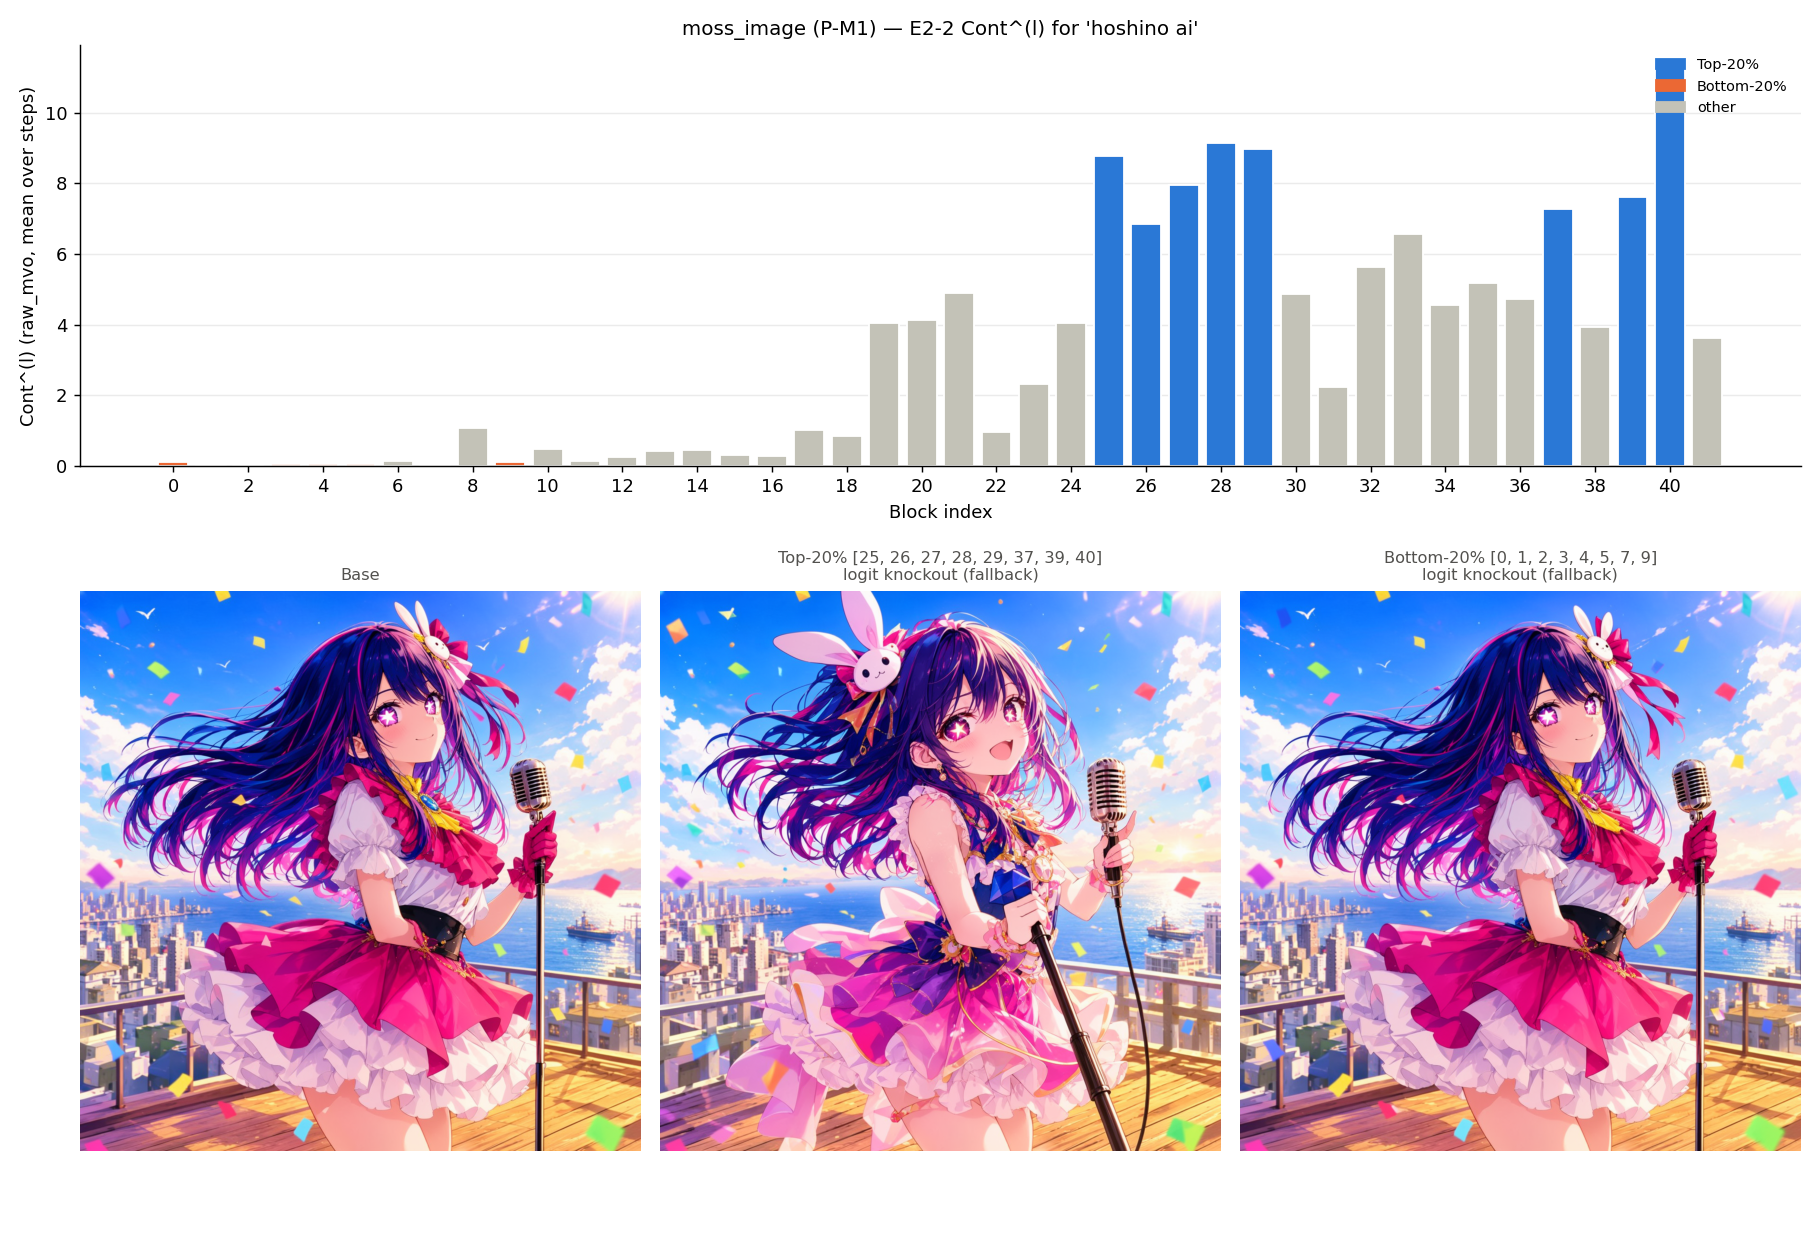 moss_image (P-M1) — E2-2 Cont^(l) for 'hoshino ai'
Cont^(l) (raw_mvo, mean over steps)
10
8
6
4
2
0
Top-20%
Bottom-20%
other
0 2 4 6 8 10 12 14 16 18 20 22 24 26 28 30 32 34 36 38 40
Block index
Base
Top-20% [25, 26, 27, 28, 29, 37, 39, 40]
logit knockout (fallback)
Bottom-20% [0, 1, 2, 3, 4, 5, 7, 9]
logit knockout (fallback)